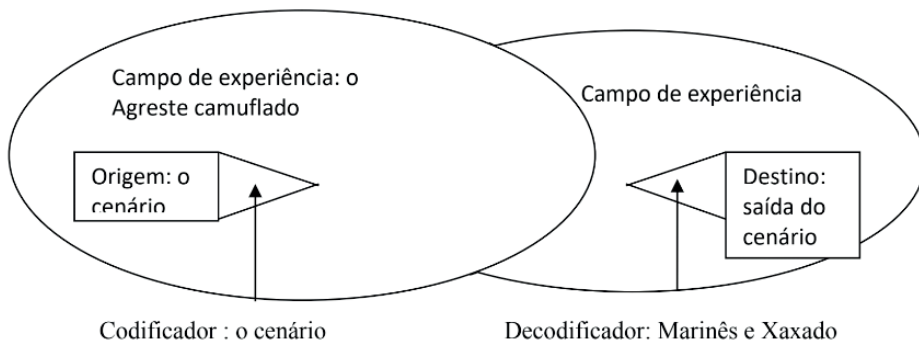 Campo de experiência: o
Agreste camuflado
Campo de experiência
Origem: o
cenário
Destino:
saída do
cenário
Codificador : o cenário
Decodificador: Marinês e Xaxado